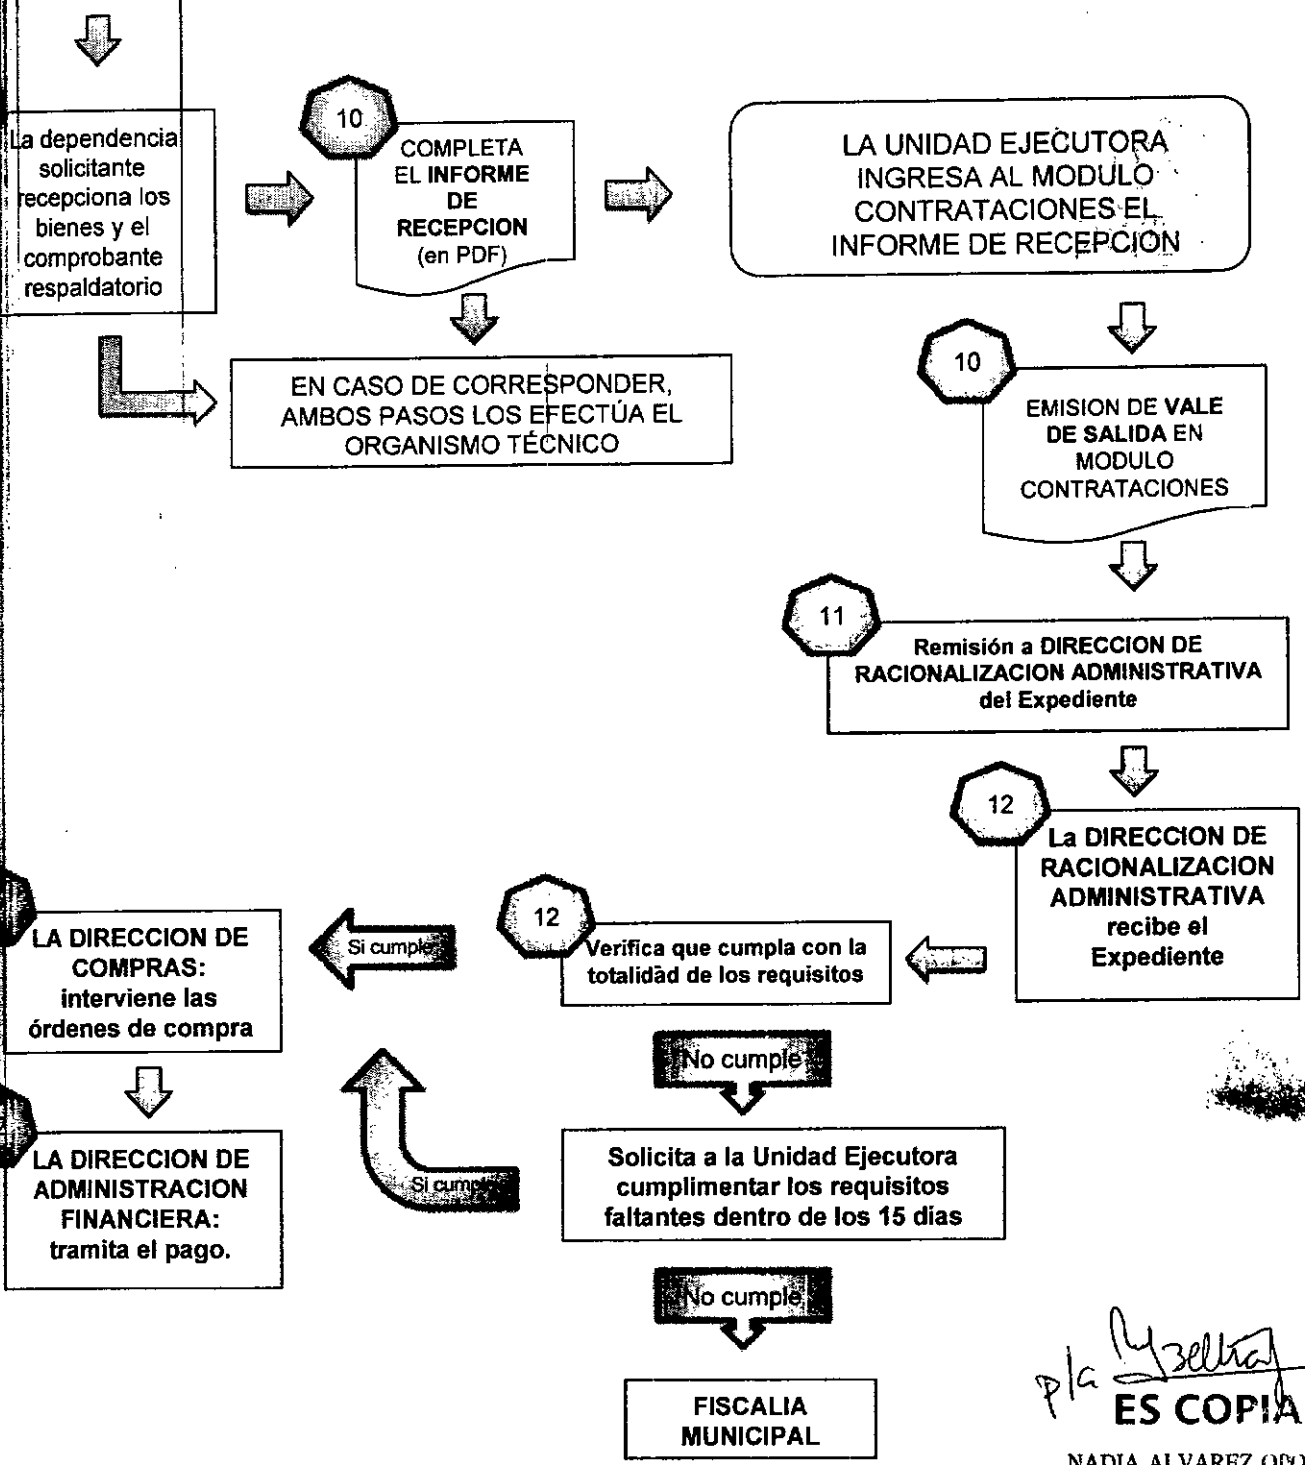 La dependencia
solicitante
recepciona los
bienes y el
comprobante
respaldatorio
10
COMPLETA
EL INFORME
DE
RECEPCION
(en PDF)
LA UNIDAD EJECUTORA
INGRESA AL MODULO
CONTRATACIONES EL
INFORME DE RECEPCION
EN CASO DE CORRESPONDER,
AMBOS PASOS LOS EFECTÚA EL
ORGANISMO TÉCNICO
10
EMISION DE VALE
DE SALIDA EN
MODULO
CONTRATACIONES
11
Remisión a DIRECCION DE
RACIONALIZACION ADMINISTRATIVA
del Expediente
12
La DIRECCION DE
RACIONALIZACION
ADMINISTRATIVA
recibe el
Expediente
12
Verifica que cumpla con la
totalidad de los requisitos
Si cumple
LA DIRECCION DE
COMPRAS:
interviene las
órdenes de compra
No cumple
Solicita a la Unidad Ejecutora
cumplimentar los requisitos
faltantes dentro de los 15 días
Si cumple
LA DIRECCION DE
ADMINISTRACION
FINANCIERA:
tramita el pago.
No cumple
FISCALIA
MUNICIPAL
p/a
ES COPIA
NADIA ALVAREZ